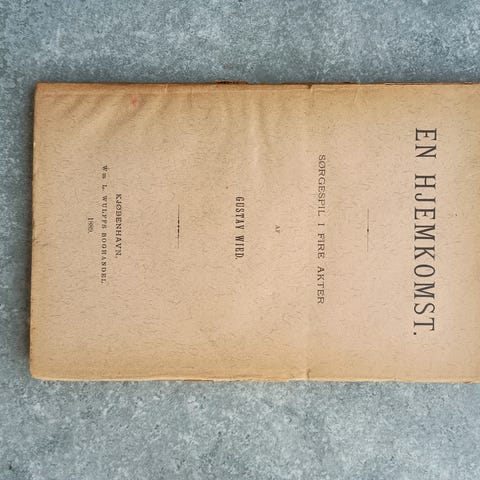 EN HJEMKOMST.
SØRGESPIL I FIRE AKTER
AF
GUSTAV WIED.
KJØBENHAVN.
Wm L. WULFFS BOGHANDEL
1889.